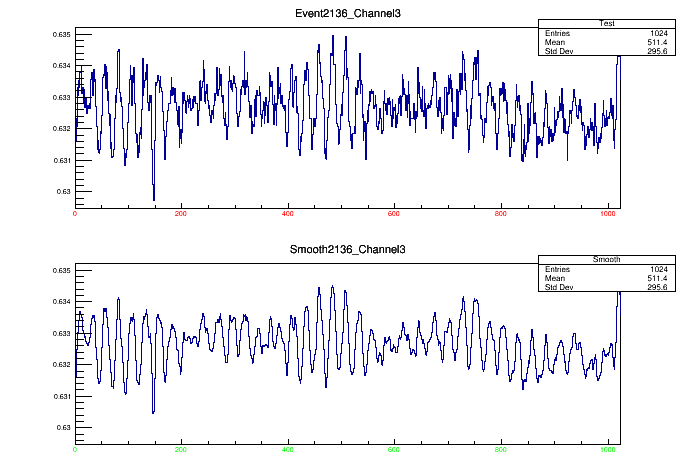 Event2136_Channel3
Test
Entries 1024
Mean 511.4
Std Dev 295.6
0.635
0.634
0.633
0.632
0.631
0.63
0 200 400 600 800 1000
Smooth2136_Channel3
Smooth
Entries 1024
Mean 511.4
Std Dev 295.6
0.635
0.634
0.633
0.632
0.631
0.63
0 200 400 600 800 1000